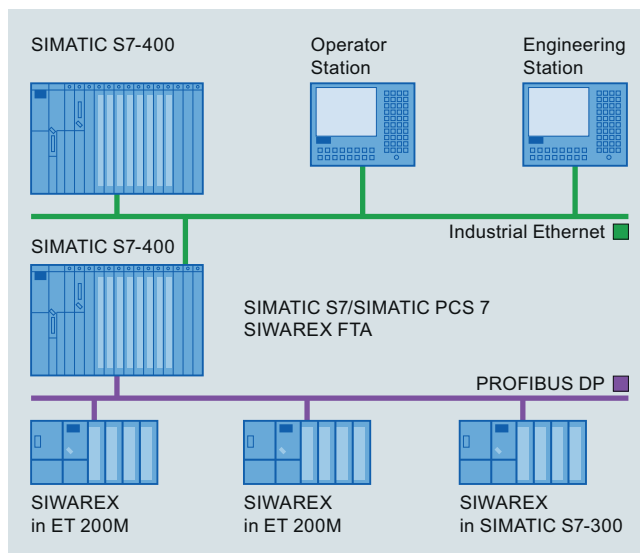 SIMATIC S7-400
Operator
Station
Engineering
Station
Industrial Ethernet
SIMATIC S7-400
SIMATIC S7/SIMATIC PCS 7
SIWAREX FTA
PROFIBUS DP
SIWAREX
in ET 200M
SIWAREX
in ET 200M
SIWAREX
in SIMATIC S7-300